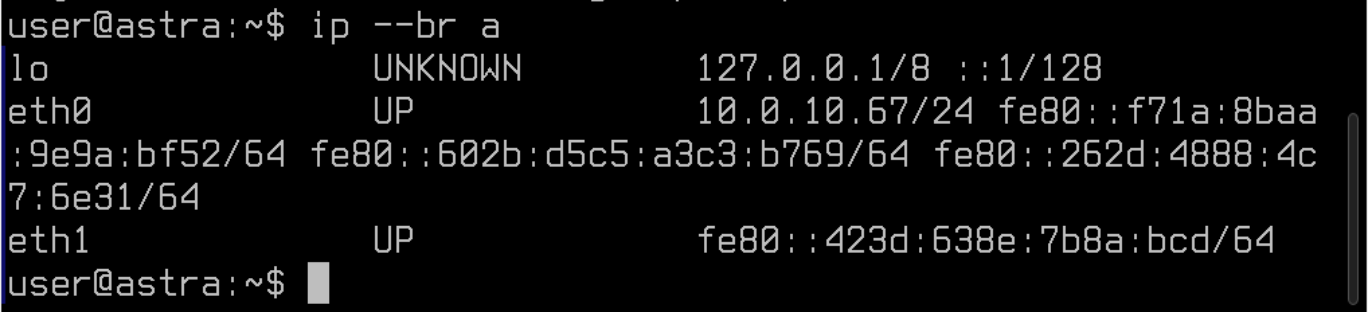 user@astra:~$ ip --br a
lo UNKNOWN 127.0.0.1/8 ::1/128
eth0 UP 10.0.10.67/24 fe80::f71a:8baa
:9e9a:bf52/64 fe80::602b:d5c5:a3c3:b769/64 fe80::262d:4888:4c
7:6e31/64
eth1 UP fe80::423d:638e:7b8a:bcd/64
user@astra:~$